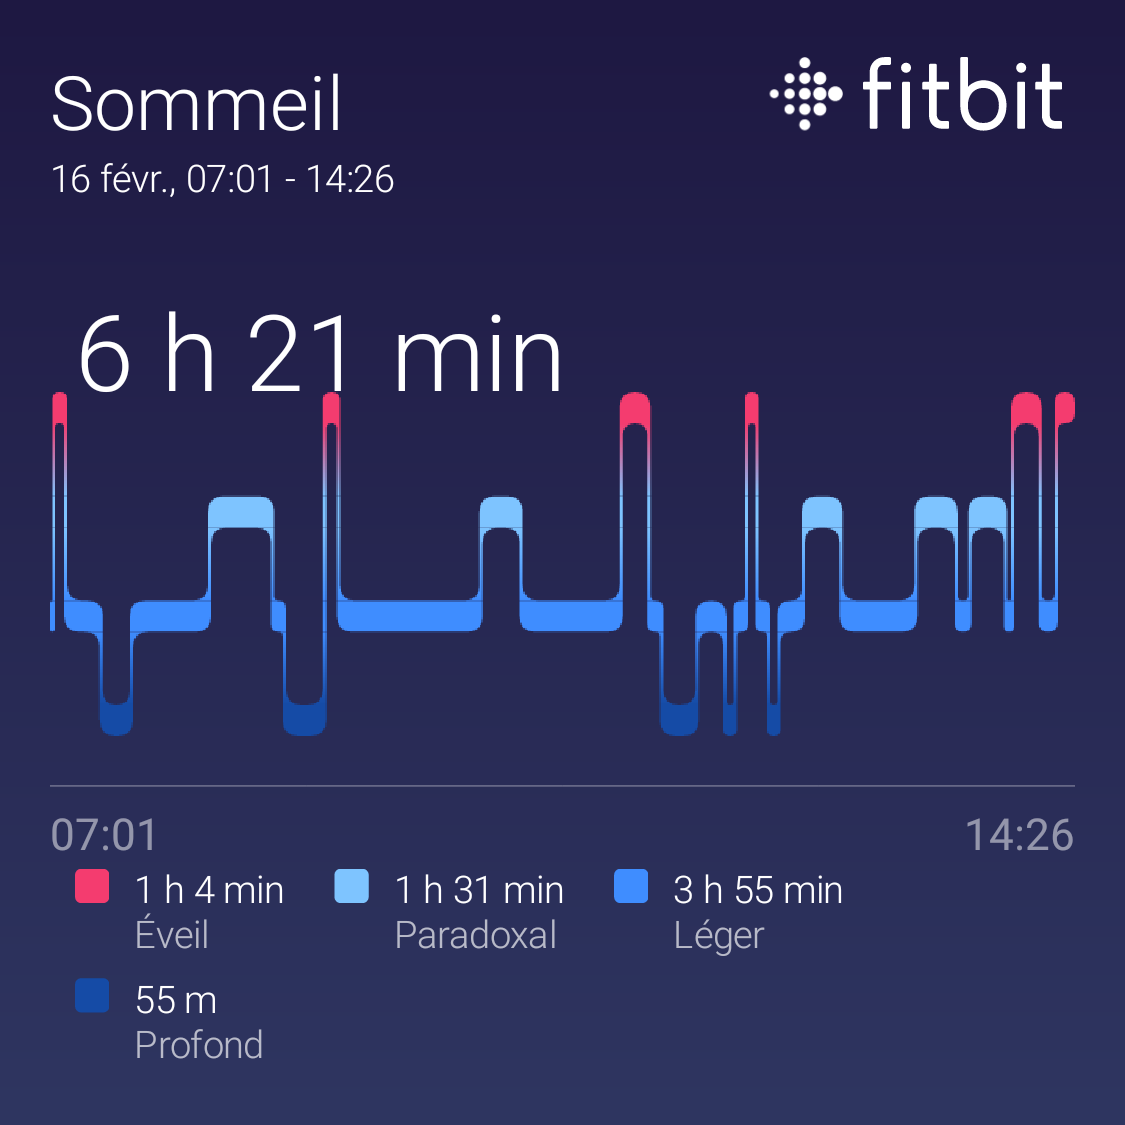 Sommeil
fitbit
16 févr., 07:01 - 14:26
6 h 21 min
07:01
14:26
1 h 4 min
Éveil
1 h 31 min
Paradoxal
3 h 55 min
Léger
55 m
Profond